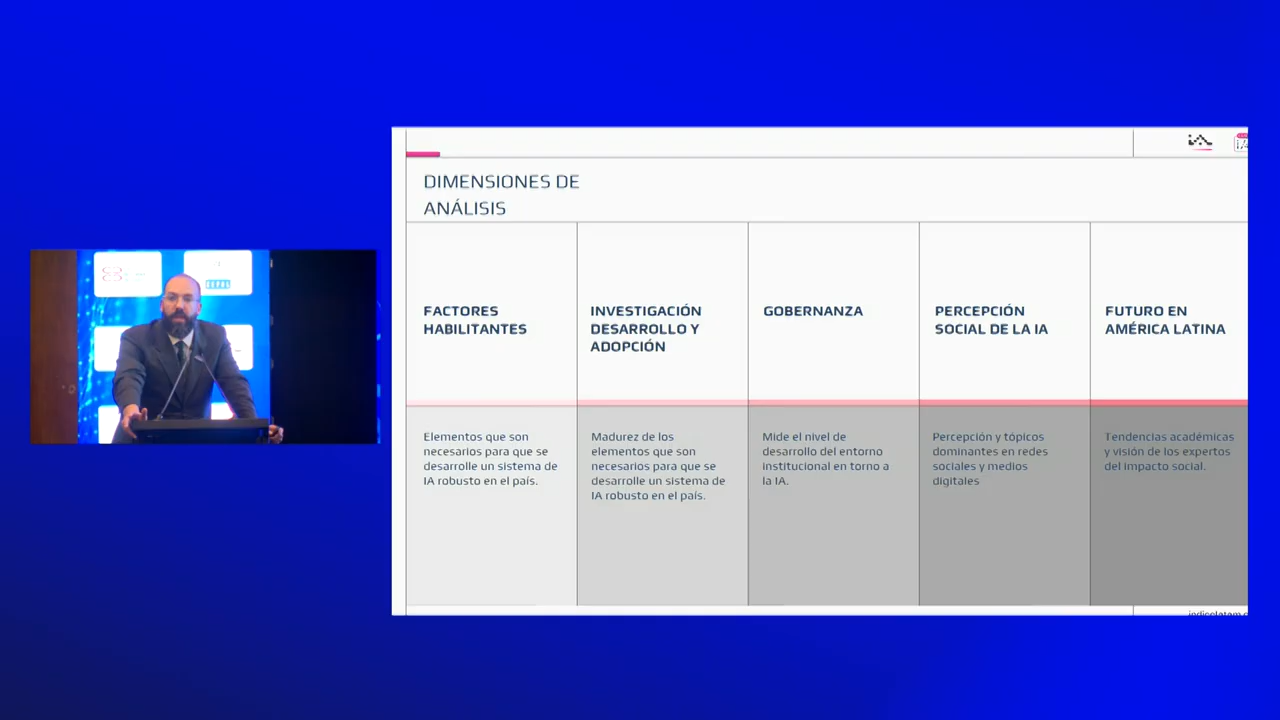 DIMENSIONES DE
ANÁLISIS
FACTORES
HABILITANTES
INVESTIGACIÓN
DESARROLLO Y
ADOPCIÓN
GOBERNANZA
PERCEPCIÓN
SOCIAL DE LA IA
FUTURO EN
AMÉRICA LATINA
Elementos que son
necesarios para que se
desarrolle un sistema de
IA robusto en el país.
Madurez de los
elementos que son
necesarios para que se
desarrolle un sistema de
IA robusto en el país.
Mide el nivel de
desarrollo del entorno
institucional en torno a
la IA.
Percepción y tópicos
dominantes en redes
sociales y medios
digitales
Tendencias académicas
y visión de los expertos
del impacto social.